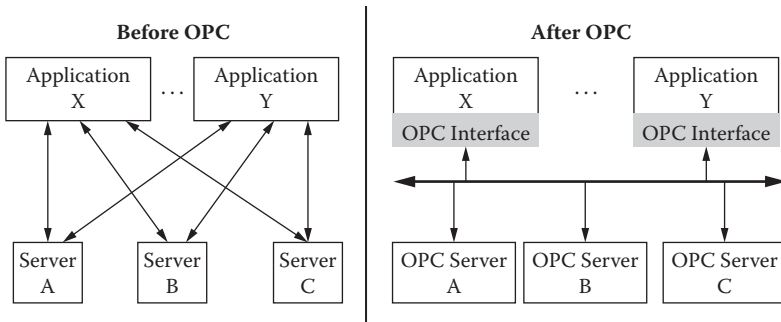 Before OPC
Application
X
...
Application
Y
Server
A
Server
B
Server
C
After OPC
Application
X
OPC Interface
...
Application
Y
OPC Interface
OPC Server
A
OPC Server
B
OPC Server
C